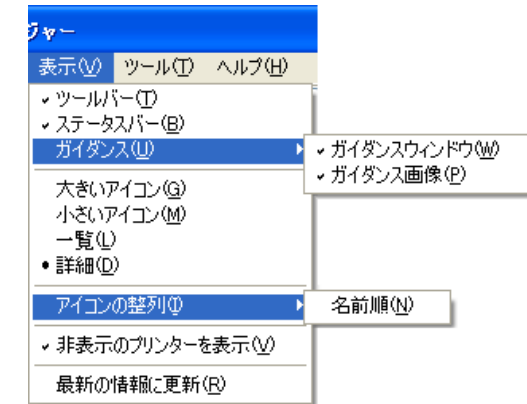 ジャー
表示(V) ツール(T) ヘルプ(H)
ツールバー(T)
ステータスバー(B)
ガイダンス(U)
ガイダンスウィンドウ(W)
ガイダンス画像(P)
大きいアイコン(G)
小さいアイコン(M)
一覧(L)
詳細(D)
アイコンの整列(I)
名前順(N)
非表示のプリンターを表示(V)
最新の情報に更新(R)